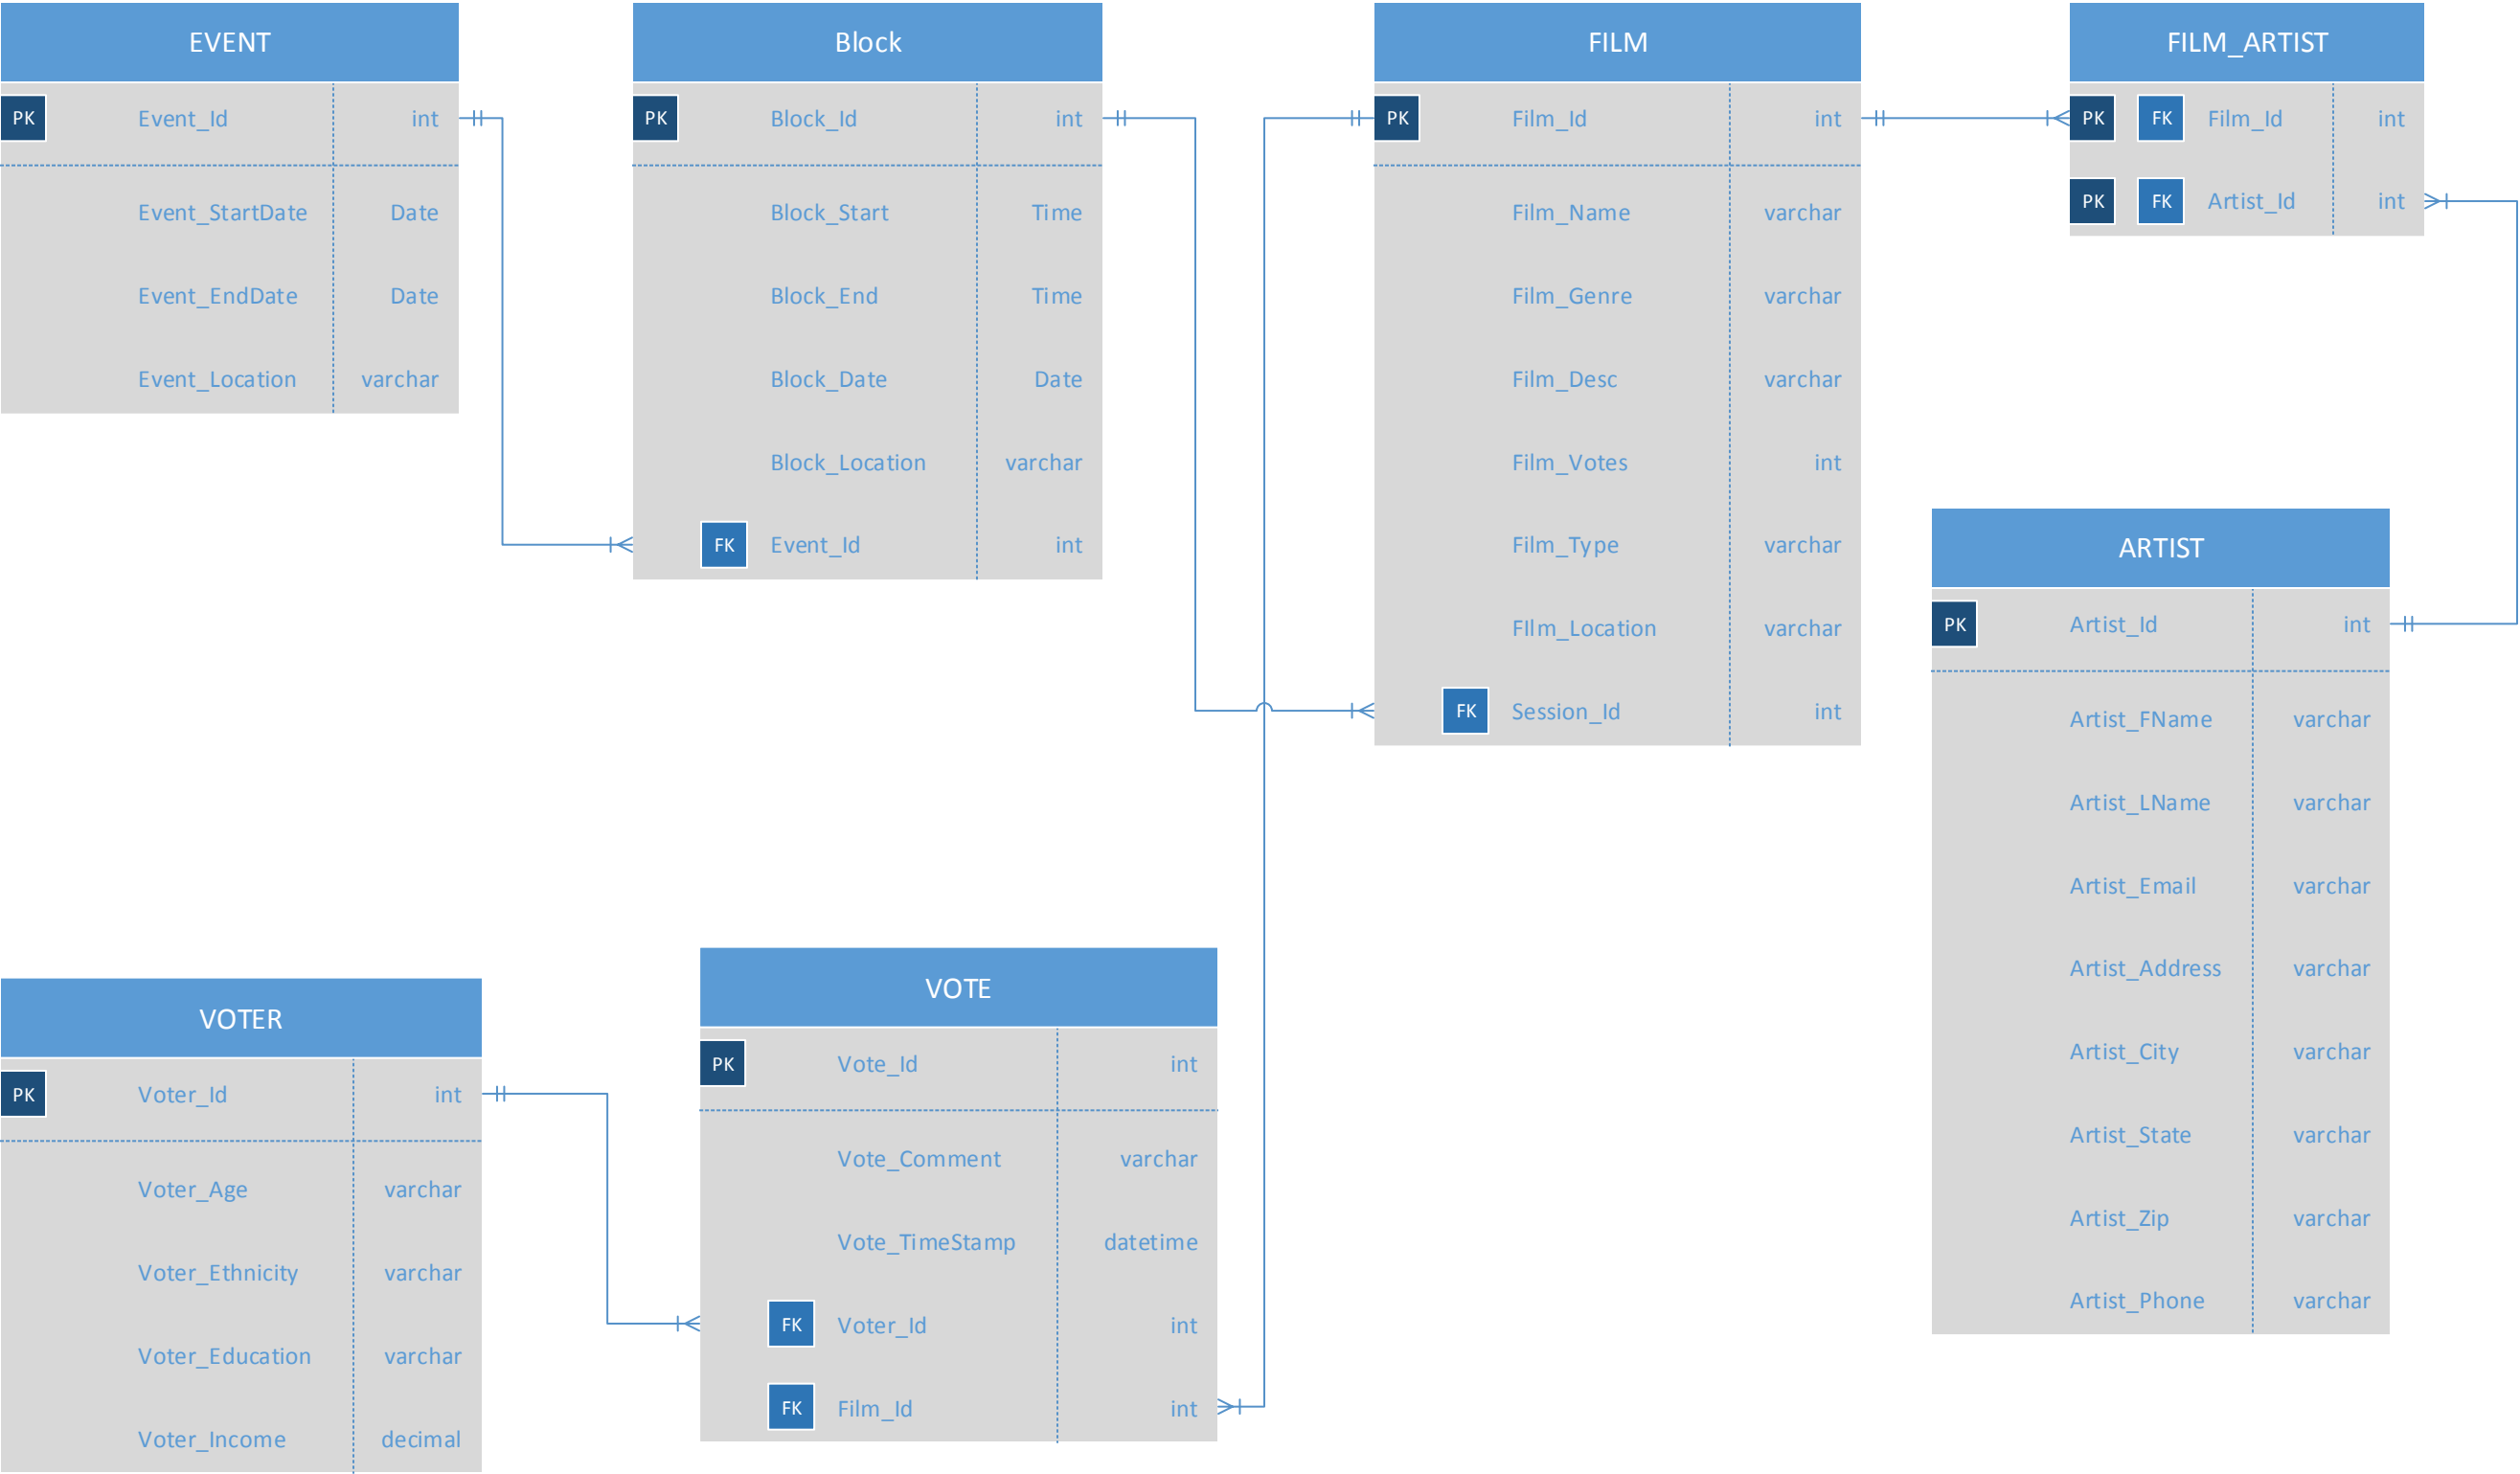 EVENT
PK Event_Id int
Event_StartDate Date
Event_EndDate Date
Event_Location varchar
Block
PK Block_Id int
Block_Start Time
Block_End Time
Block_Date Date
Block_Location varchar
FK Event_Id int
FILM
PK Film_Id int
Film_Name varchar
Film_Genre varchar
Film_Desc varchar
Film_Votes int
Film_Type varchar
FIlm_Location varchar
FK Session_Id int
FILM_ARTIST
PK FK Film_Id int
PK FK Artist_Id int
ARTIST
PK Artist_Id int
Artist_FName varchar
Artist_LName varchar
Artist_Email varchar
Artist_Address varchar
Artist_City varchar
Artist_State varchar
Artist_Zip varchar
Artist_Phone varchar
VOTER
PK Voter_Id int
Voter_Age varchar
Voter_Ethnicity varchar
Voter_Education varchar
Voter_Income decimal
VOTE
PK Vote_Id int
Vote_Comment varchar
Vote_TimeStamp datetime
FK Voter_Id int
FK Film_Id int